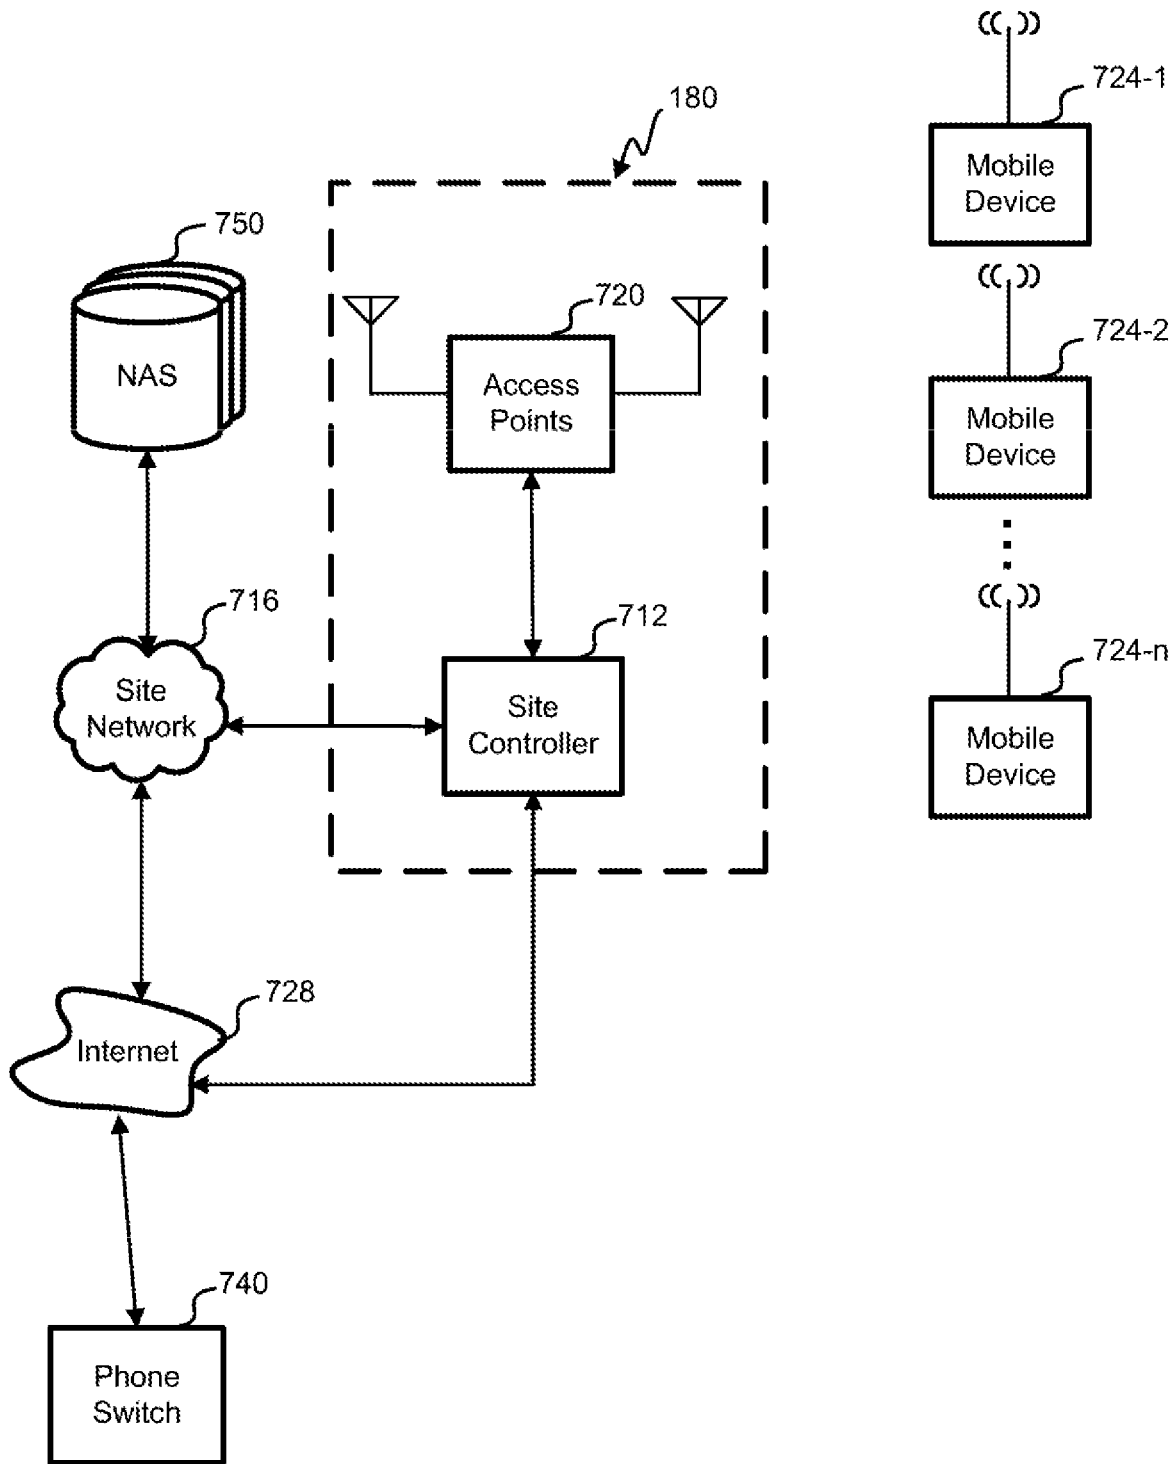 724-1
Mobile
Device
180
750
NAS
720
Access
Points
724-2
Mobile
Device
716
Site
Network
712
Site
Controller
724-n
Mobile
Device
728
Internet
740
Phone
Switch